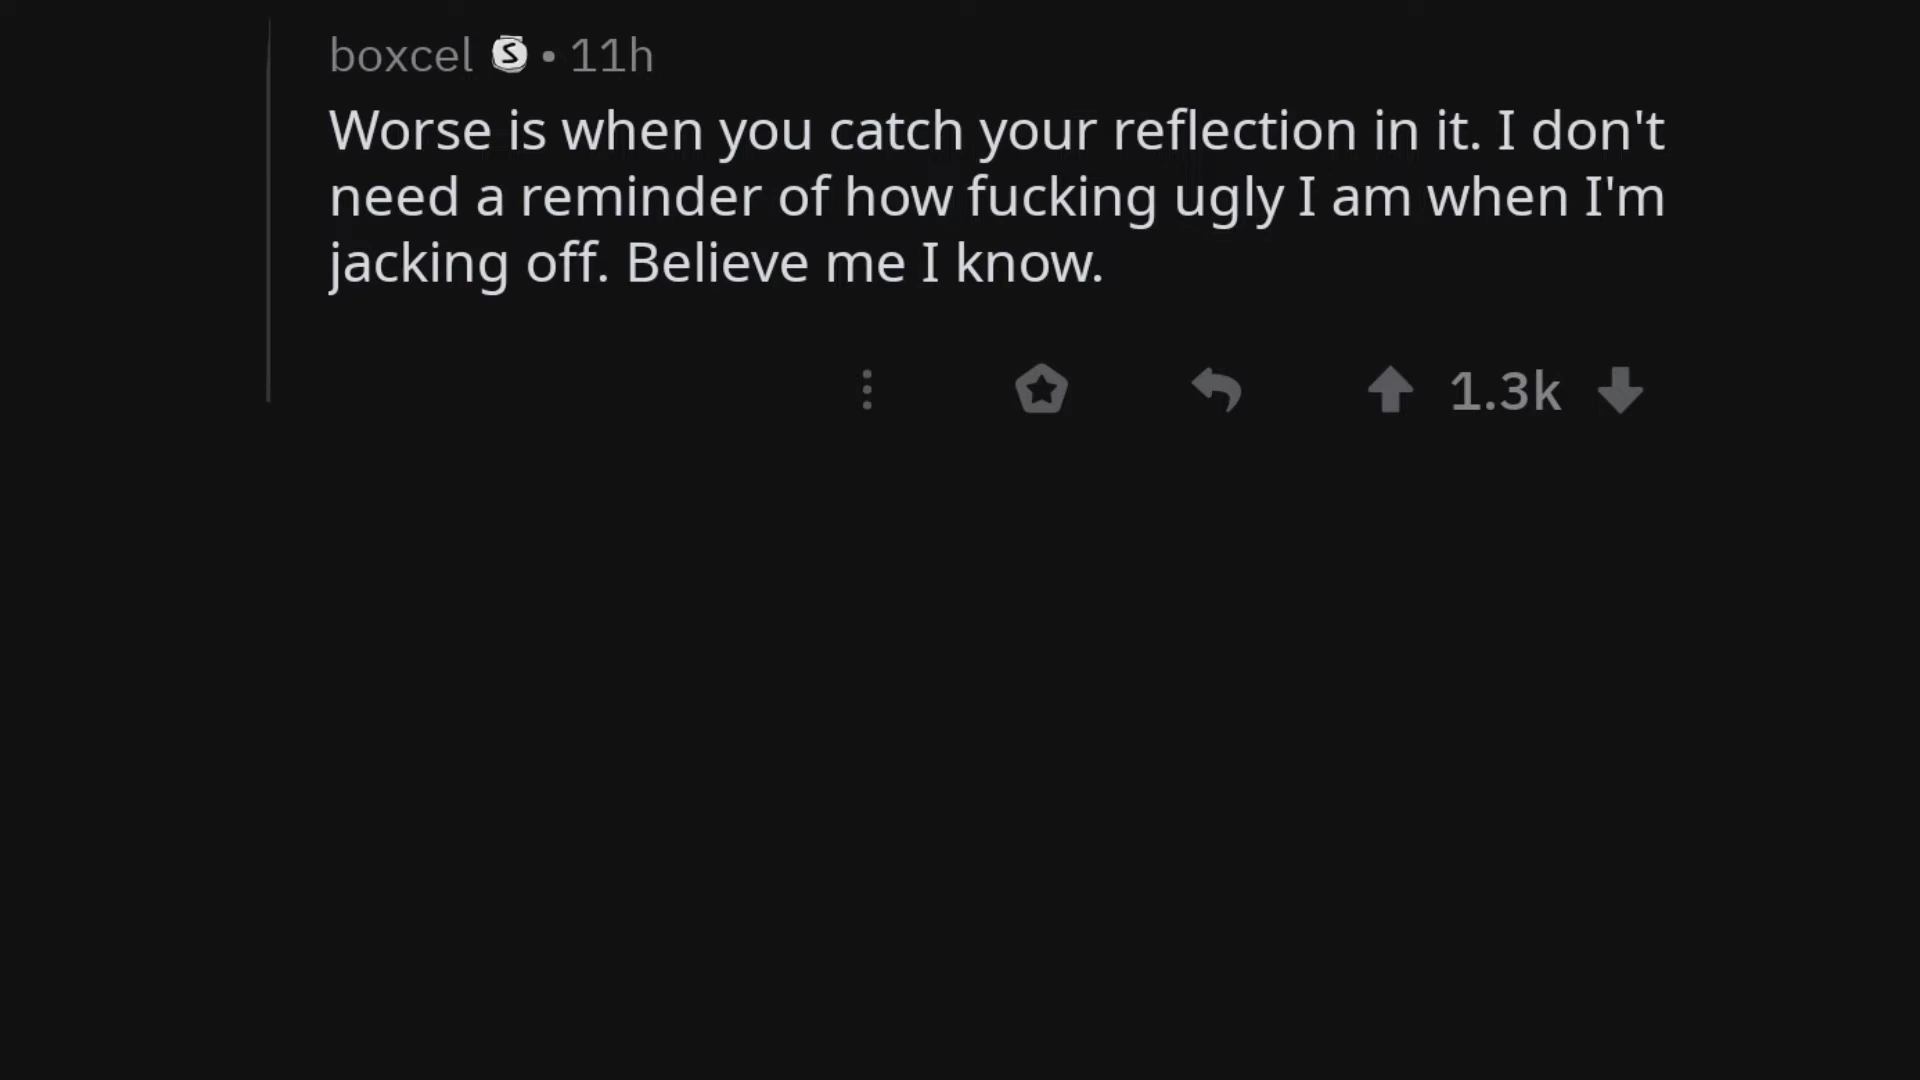 boxcel S • 11h
Worse is when you catch your reflection in it. I don't
need a reminder of how fucking ugly I am when I'm
jacking off. Believe me I know.
1.3k